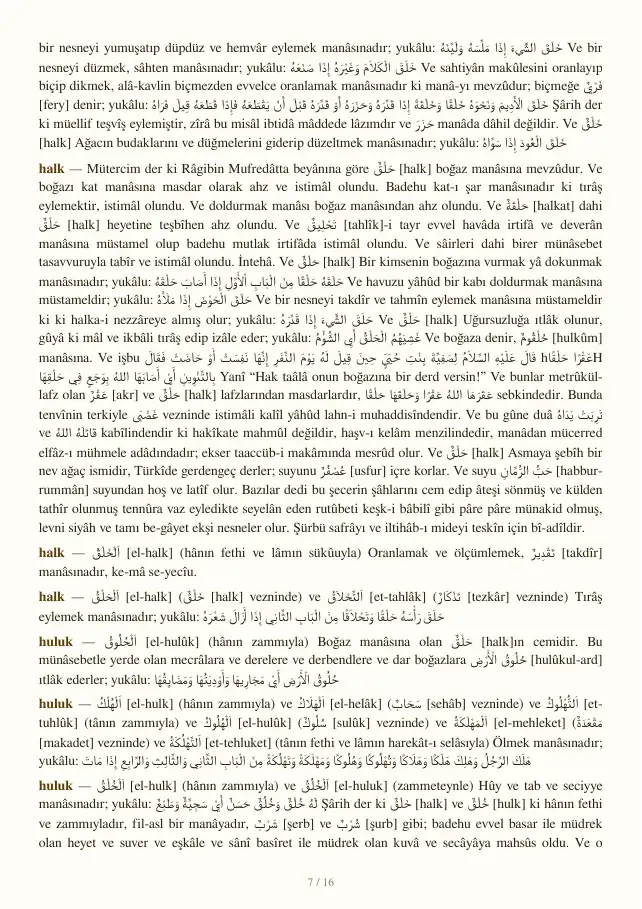 bir nesneyi yumuşatıp düpdüz ve hemvâr eylemek manâsınadır; yukâlu: خَلَقَ الشَّيءَ إِذَا مَلَّسَهُ وَلَيَّنَهُ Ve bir
nesneyi düzmek, sâhten manâsınadır; yukâlu: خَلَقَ الْكَلَامَ وَغَيْرَهُ إِذَا صَنَعَهُ Ve sahtiyân makûlesini oranlayıp
biçip dikmek, alâ-kavlin biçmezden evvelce oranlamak manâsınadır ki manâ-yı mevzûdur; biçmeğe فَرْيٌ
[fery] denir; yukâlu: خَلَقَ الْأَدِيمَ وَنَحْوَهُ خَلْقًا وَخَلْقَةً إِذَا قَدَّرَهُ وَحَزَرَهُ أَوْ قَدَّرَهُ قَبْلَ أَنْ يَقْطَعَهُ فَإِذَا قَطَعَهُ قِيلَ فَرَاهُ Şârih der
ki müellif teşvîş eylemiştir, zîrâ bu misâl ibtidâ mâddede lâzımdır ve حَزَرَ manâda dâhil değildir. Ve خَلْقٌ
[halk] Ağacın budaklarını ve düğmelerini giderip düzeltmek manâsınadır; yukâlu: خَلَقَ الْعُودَ إِذَا سَوَّاهُ
halk — Mütercim der ki Râgibin Mufredâtta beyânına göre حَلْقٌ [halk] boğaz manâsına mevzûdur. Ve
boğazı kat manâsına masdar olarak ahz ve istimâl olundu. Badehu kat-ı şar manâsınadır ki tırâş
eylemektir, istimâl olundu. Ve doldurmak manâsı boğaz manâsından ahz olundu. Ve حَلْقَةٌ [halkat] dahi
حَلْقٌ [halk] heyetine teşbîhen ahz olundu. Ve تَحْلِيقٌ [tahlîk]-i tayr evvel havâda irtifâ ve deverân
manâsına müstamel olup badehu mutlak irtifâda istimâl olundu. Ve sâirleri dahi birer münâsebet
tasavvuruyla tabîr ve istimâl olundu. İntehâ. Ve حَلْقٌ [halk] Bir kimsenin boğazına vurmak yâ dokunmak
manâsınadır; yukâlu: حَلَقَهُ حَلْقًا مِنَ الْبَابِ الْأَوَّلِ إِذَا أَصَابَ حَلْقَهُ Ve havuzu yâhûd bir kabı doldurmak manâsına
müstameldir; yukâlu: حَلَقَ الْحَوْضَ إِذَا مَلَأَهُ Ve bir nesneyi takdîr ve tahmîn eylemek manâsına müstameldir
ki ki halka-i nezzâreye almış olur; yukâlu: حَلَقَ الشَّيءَ إِذَا قَدَّرَهُ Ve حَلْقٌ [halk] Uğursuzluğa ıtlâk olunur,
gûyâ ki mâl ve ikbâli tırâş edip izâle eder; yukâlu: غَشِيَهُمُ الْحَلْقُ أَيِ الشُّؤْمُ Ve boğaza denir, حُلْقُومٌ [hulkûm]
manâsına. Ve işbu قَالَ عَلَيْهِ السَّلَامُ لِصَفِيَّةَ بِنْتِ حُيَيٍّ حِينَ قِيلَ لَهُ يَوْمَ النَّفْرِ إِنَّهَا نَفِسَتْ أَوْ حَاضَتْ فَقَالَ hعَقْرًا حَلْقًاH
بِالتَّنْوِينِ أَيْ أَصَابَهَا اللهُ بِوَجَعٍ فِي حَلْقِهَا Yanî “Hak taâlâ onun boğazına bir derd versin!” Ve bunlar metrûkül-
lafz olan عَقْرٌ [akr] ve حَلْقٌ [halk] lafzlarından masdarlardır, عَقَرَهَا اللهُ عَقْرًا وَحَلَقَهَا حَلْقًا sebkindedir. Bunda
tenvînin terkiyle غَضْبَى vezninde istimâli kalîl yâhûd lahn-i muhaddisîndendir. Ve bu gûne duâ تَرِبَتْ يَدَاهُ
ve قَاتَلَهُ اللهُ kabîlindendir ki hakîkate mahmûl değildir, haşv-ı kelâm menzilindedir, manâdan mücerred
elfâz-ı mühmele adâdındadır; ekser taaccüb-i makâmında mesrûd olur. Ve حَلْقٌ [halk] Asmaya şebîh bir
nev ağaç ismidir, Türkîde gerdengeç derler; suyunu عُصْفُرٌ [usfur] içre korlar. Ve suyu حَبُّ الرُّمَّانِ [habbur-
rummân] suyundan hoş ve latîf olur. Bazılar dedi bu şecerin şâhlarını cem edip âteşi sönmüş ve külden
tathîr olunmuş tennûra vaz eyledikte seyelân eden rutûbeti keşk-i bâbilî gibi pâre pâre münakid olmuş,
levni siyâh ve tamı be-gâyet ekşi nesneler olur. Şürbü safrâyı ve iltihâb-ı mideyi teskîn için bî-adîldir.
halk — اَلْخَلْقُ [el-halk] (hânın fethi ve lâmın sükûuyla) Oranlamak ve ölçümlemek, تَقْدِيرٌ [takdîr]
manâsınadır, ke-mâ se-yecîu.
halk — اَلْحَلْقُ [el-halk] (خَلْقٌ [halk] vezninde) ve اَلتَّحْلَاقُ [et-tahlâk] (تَذْكَارٌ [tezkâr] vezninde) Tırâş
eylemek manâsınadır; yukâlu: حَلَقَ رَأْسَهُ حَلْقًا وَتَحْلَاقًا مِنَ الْبَابِ الثَّانِي إِذَا أَزَالَ شَعْرَهُ
huluk — اَلْحُلُوقُ [el-hulûk] (hânın zammıyla) Boğaz manâsına olan حَلْقٌ [halk]ın cemidir. Bu
münâsebetle yerde olan mecrâlara ve derelere ve derbendlere ve dar boğazlara حُلُوقُ الْأَرْضِ [hulûkul-ard]
ıtlâk ederler; yukâlu: حُلُوقُ الْأَرْضِ أَيْ مَجَارِيهَا وَأَوْدِيَتُهَا وَمَضَايِقُهَا
huluk — اَلْهُلْكُ [el-hulk] (hânın zammıyla) ve اَلْهَلَاكُ [el-helâk] (سَحَابٌ [sehâb] vezninde) ve اَلتُّهْلُوكُ [et-
tuhlûk] (tânın zammıyla) ve اَلْهُلُوكُ [el-hulûk] (سُلُوكٌ [sulûk] vezninde) ve اَلْمَهْلَكَةُ [el-mehleket] (مَقْعَدَةٌ
[makadet] vezninde) ve اَلتَّهْلُكَةُ [et-tehluket] (tânın fethi ve lâmın harekât-ı selâsıyla) Ölmek manâsınadır;
yukâlu: هَلَكَ الرَّجُلُ وَهَلِكَ هَلْكًا وَهَلَاكًا وَتُهْلُوكًا وَهُلُوكًا وَمَهْلَكَةً وَتَهْلُكَةً مِنَ الْبَابِ الثَّانِي وَالثَّالِثِ وَالرَّابِعِ إِذَا مَاتَ
huluk — اَلْخُلْقُ [el-hulk] (hânın zammıyla) ve اَلْخُلُقُ [el-huluk] (zammeteynle) Hûy ve tab ve seciyye
manâsınadır; yukâlu: لَهُ خُلْقٌ وَخُلُقٌ حَسَنٌ أَيْ سَجِيَّةٌ وَطَبْعٌ Şârih der ki خَلْقٌ [halk] ve خُلْقٌ [hulk] ki hânın fethi
ve zammıyladır, fil-asl bir manâyadır, شَرْبٌ [şerb] ve شُرْبٌ [şurb] gibi; badehu evvel basar ile müdrek
olan heyet ve suver ve eşkâle ve sânî basîret ile müdrek olan kuvâ ve secâyâya mahsûs oldu. Ve o
7 / 16